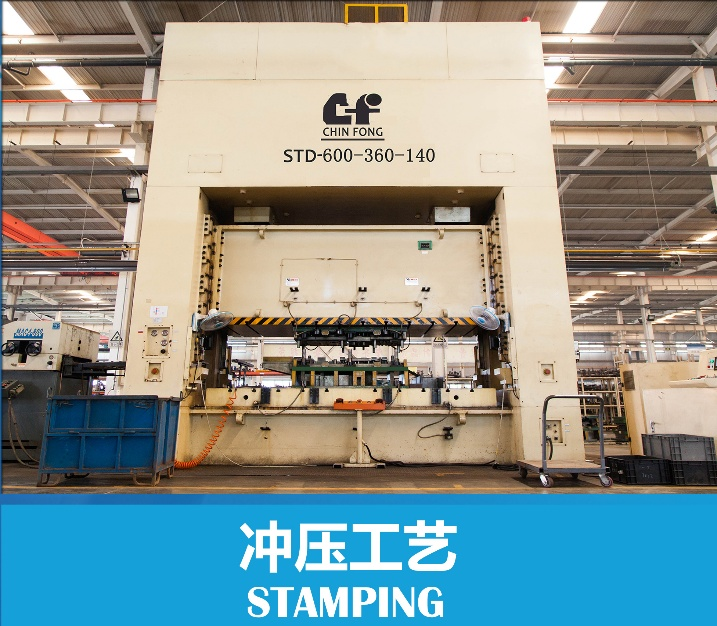 CHIN FONG
STD-600-360-140
冲压工艺
STAMPING